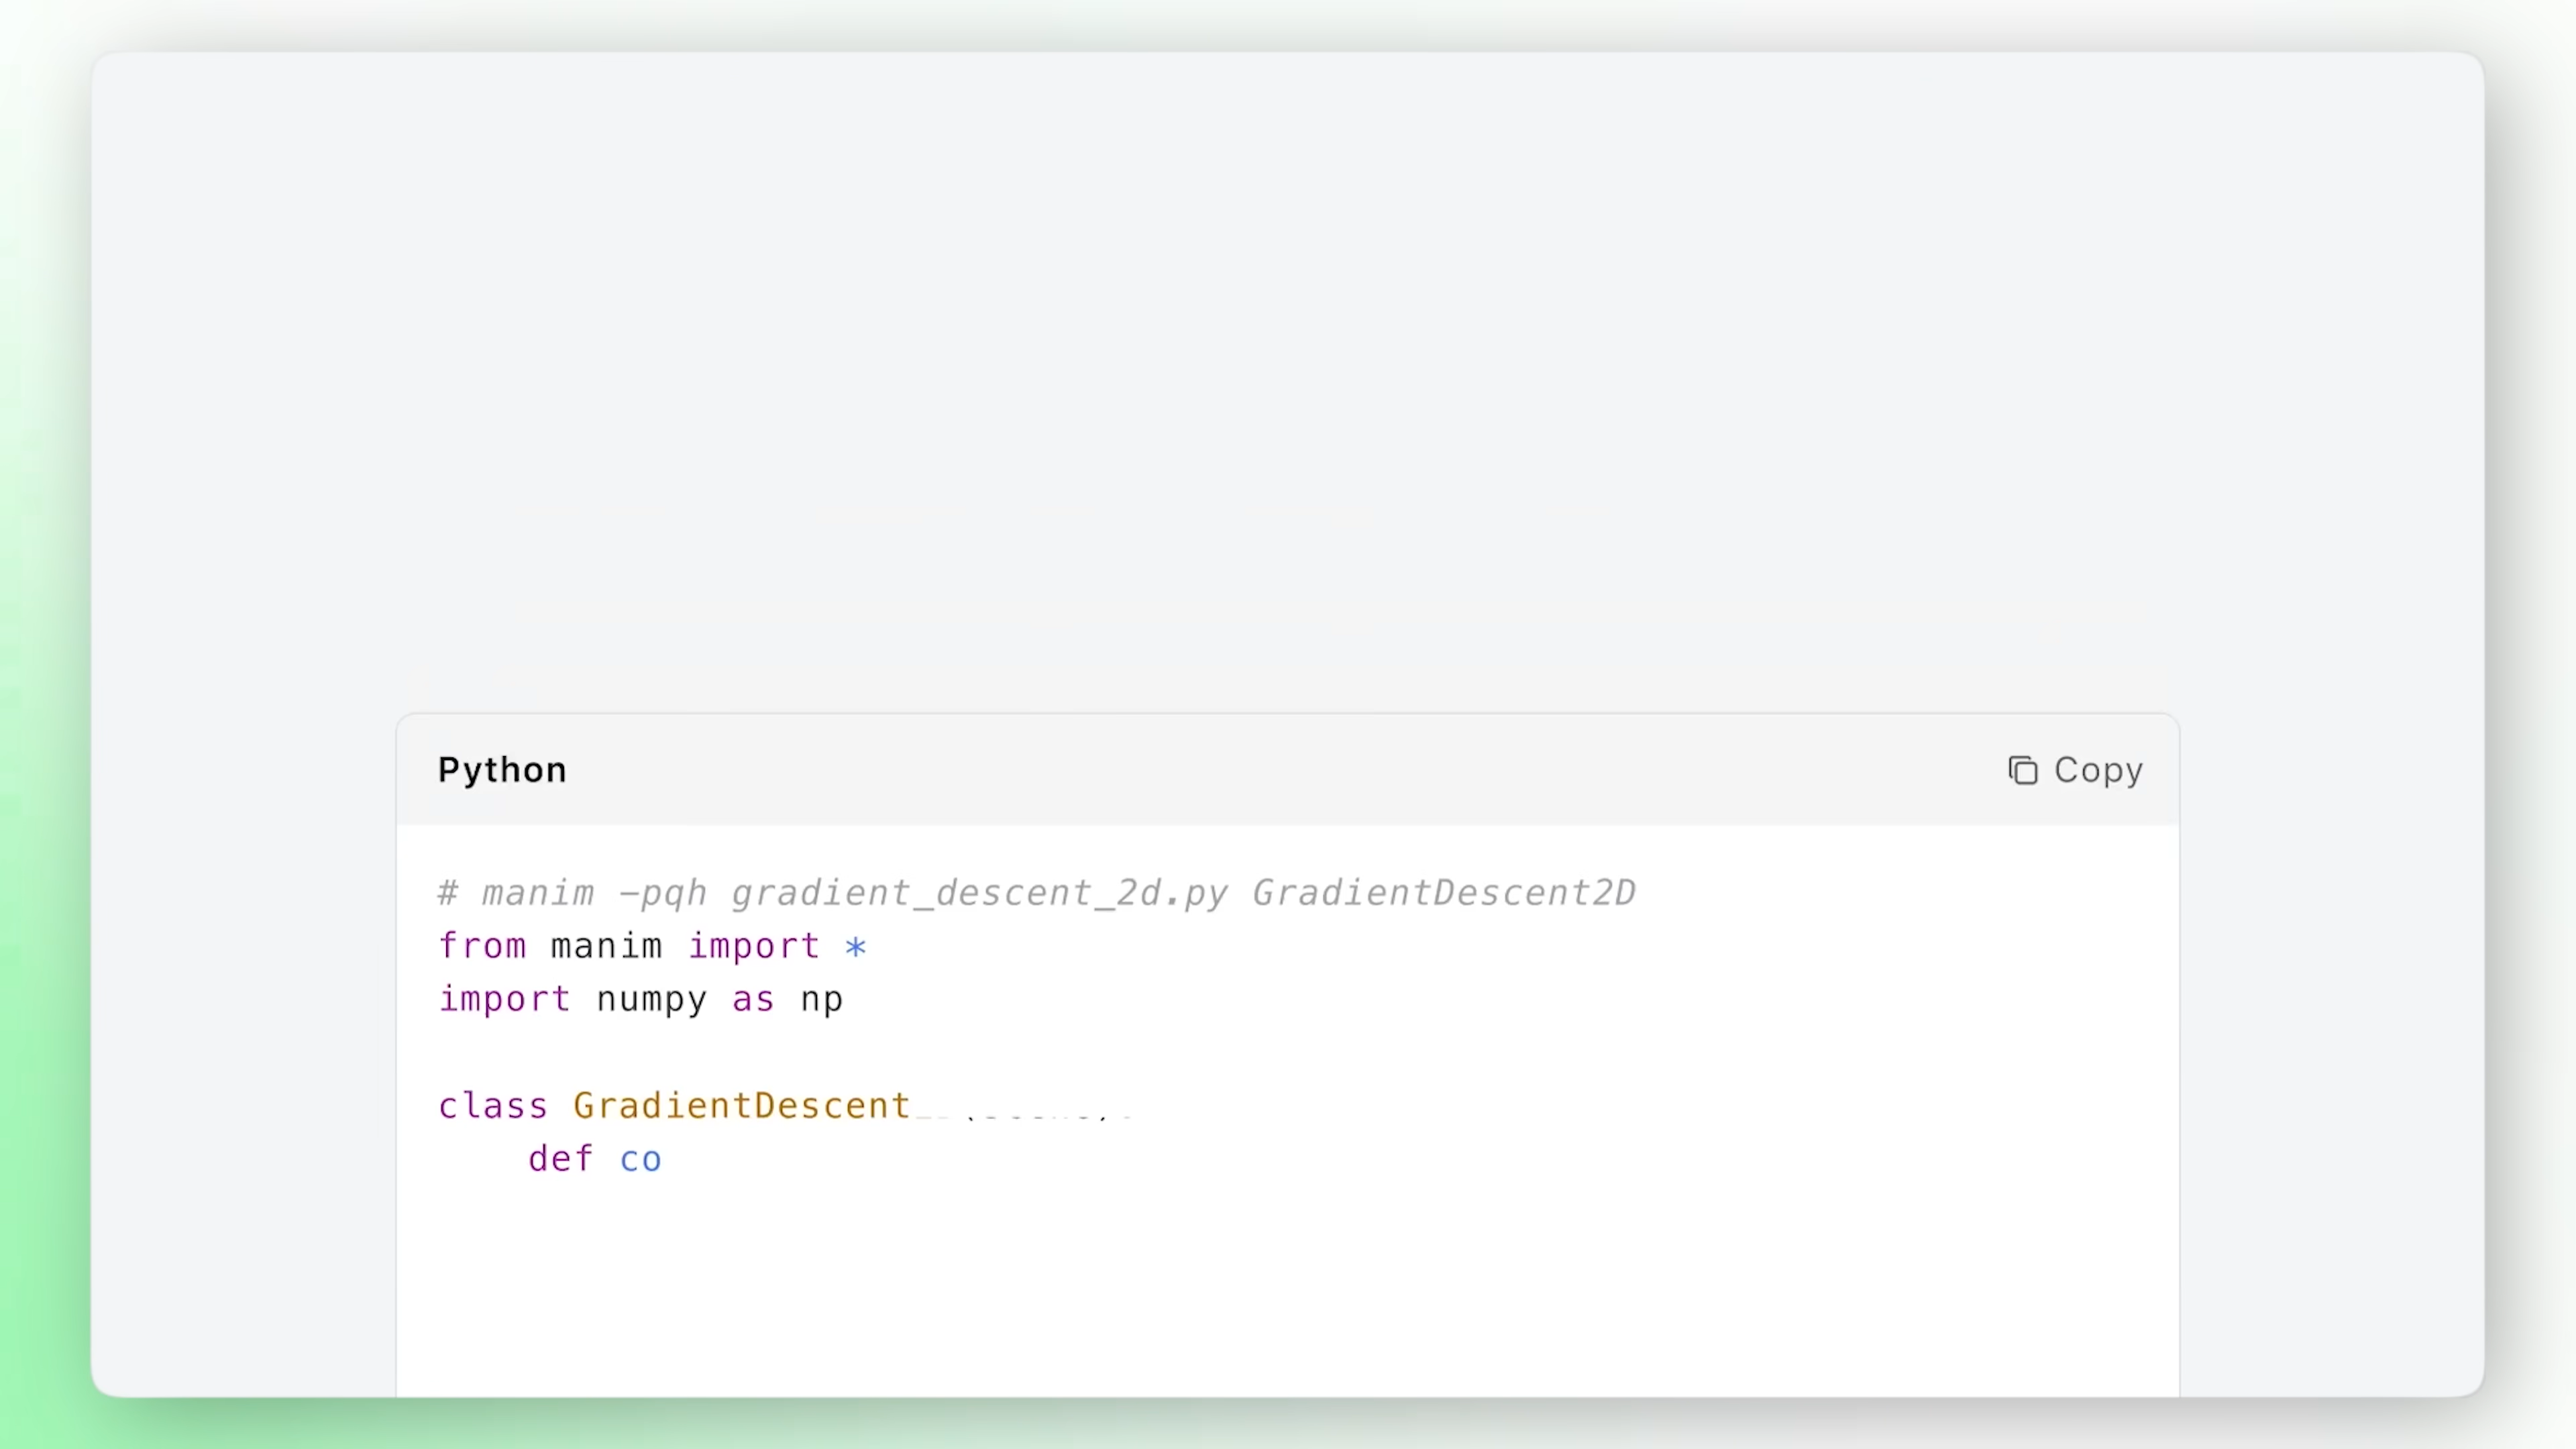 Python
Copy
# manim -pqh gradient_descent_2d.py GradientDescent2D
from manim import *
import numpy as np
class GradientDescent
def co